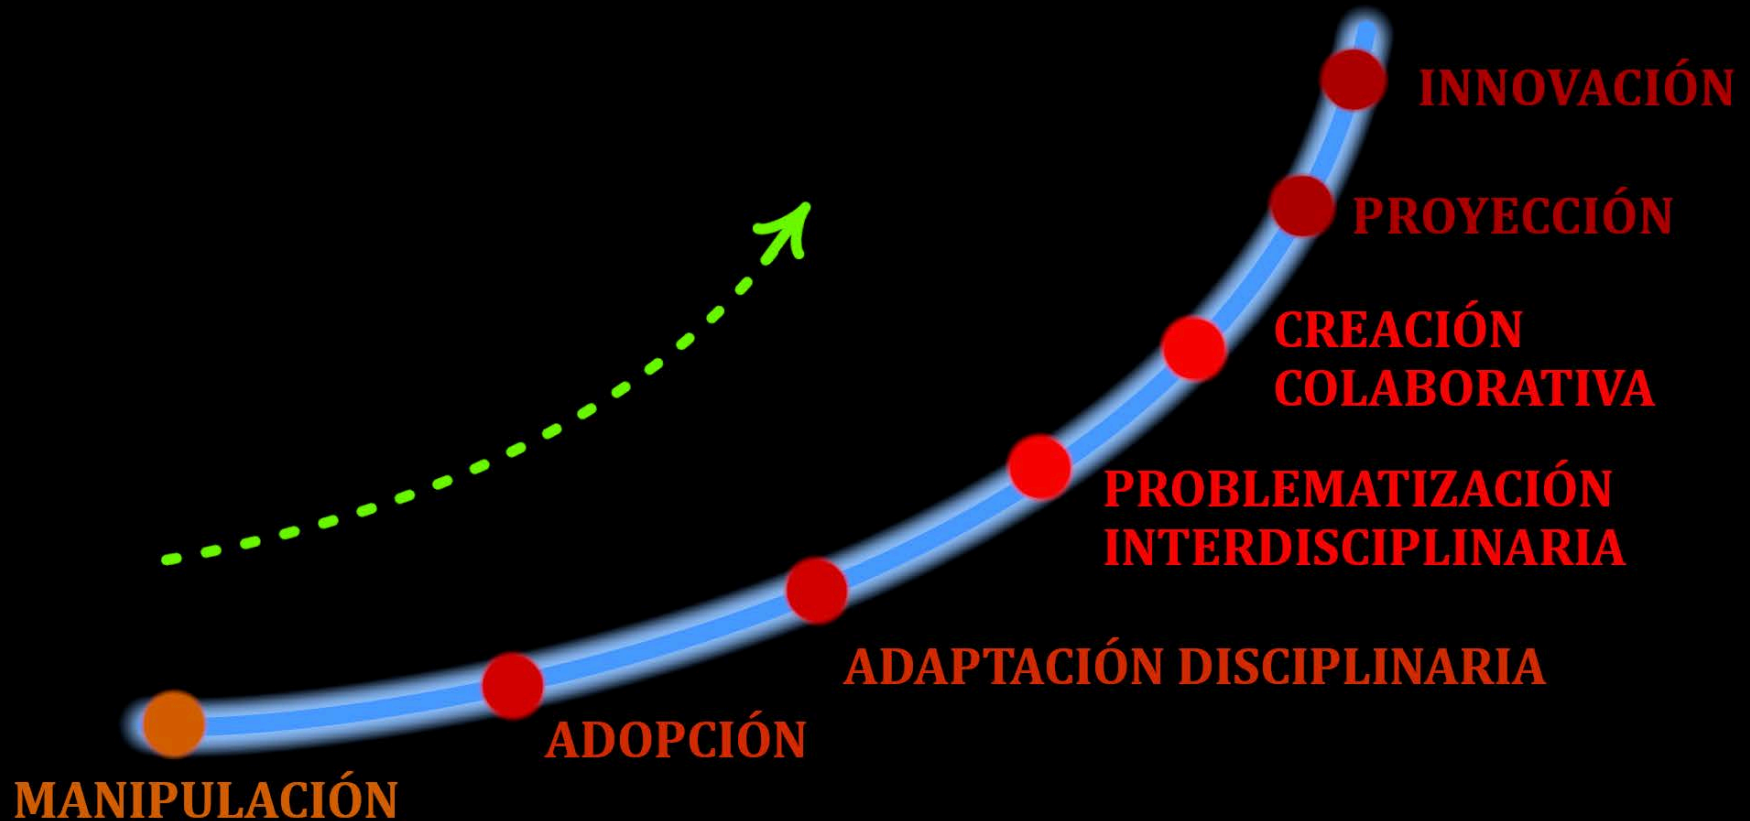 INNOVACIÓN
PROYECCIÓN
CREACIÓN
COLABORATIVA
PROBLEMATIZACIÓN
INTERDISCIPLINARIA
ADAPTACIÓN DISCIPLINARIA
ADOPCIÓN
MANIPULACIÓN